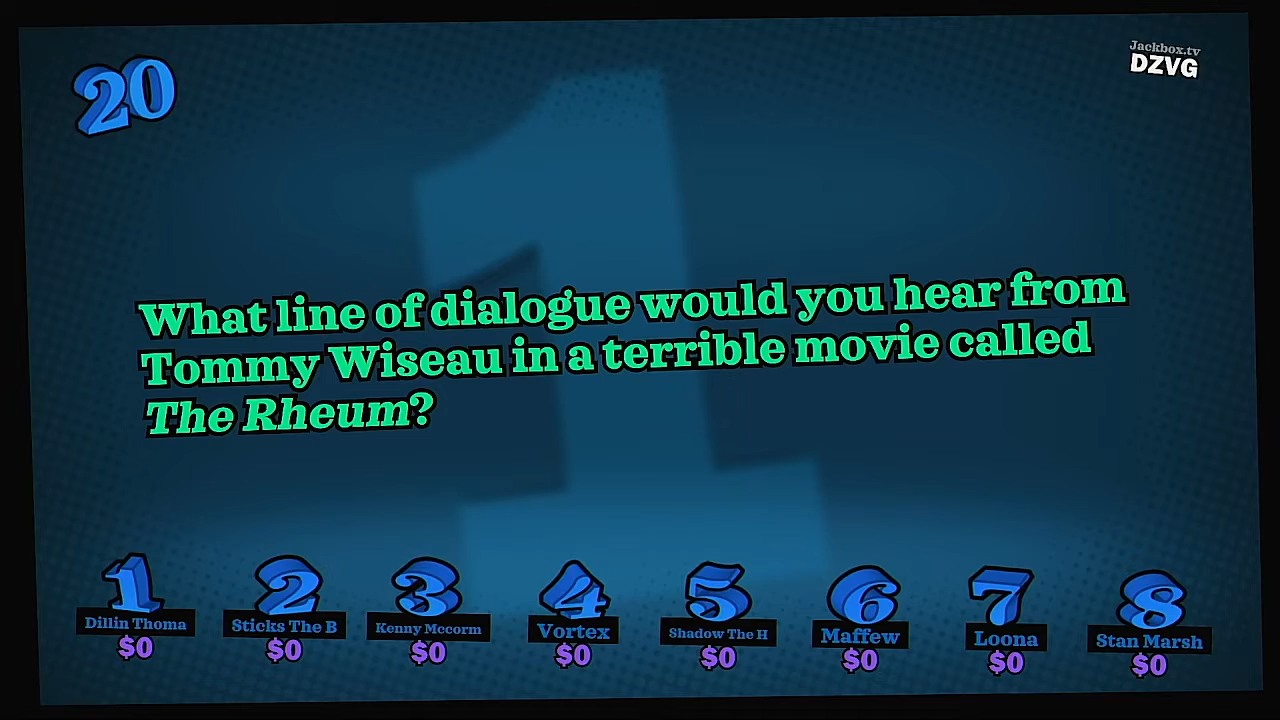 20
Jackbox.tv
DZVG
What line of dialogue would you hear from
Tommy Wiseau in a terrible movie called
The Rheum?
1 2 3 4 5 6 7 8
Dillin Thoma Sticks The B Kenny Mccorm Vortex Shadow The H Maffew Loona Stan Marsh
$0 $0 $0 $0 $0 $0 $0 $0